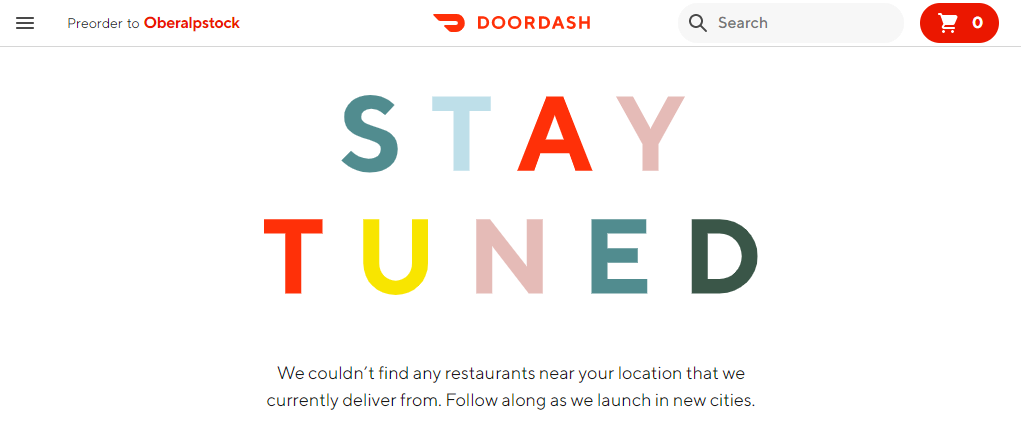 Preorder to Oberalpstock
DOORDASH
Search
0
STAY
TUNED
We couldn't find any restaurants near your location that we
currently deliver from. Follow along as we launch in new cities.